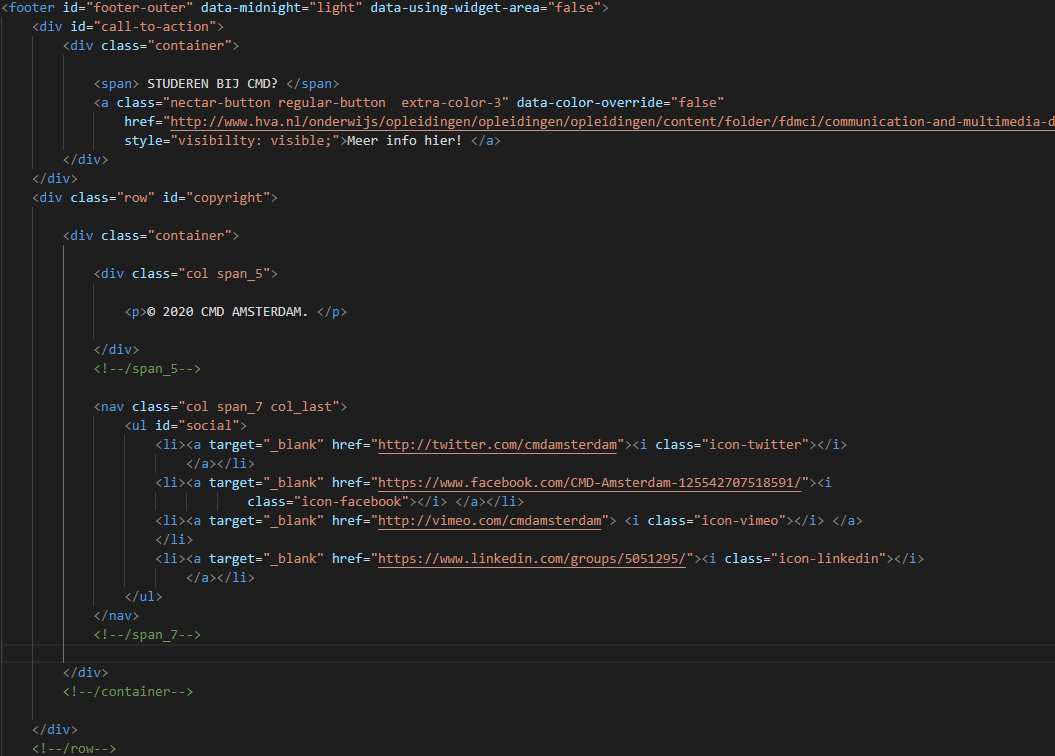 <footer id="footer-outer" data-midnight="light" data-using-widget-area="false">
<div id="call-to-action">
<div class="container">
<span> STUDEREN BIJ CMD? </span>
<a class="nectar-button regular-button  extra-color-3" data-color-override="false"
href="http://www.hva.nl/onderwijs/opleidingen/opleidingen/opleidingen/content/folder/fdmci/communication-and-multimedia-d
style="visibility: visible;">Meer info hier! </a>
</div>
</div>
<div class="row" id="copyright">
<div class="container">
<div class="col span_5">
<p>© 2020 CMD AMSTERDAM. </p>
</div>
<!--/span_5-->
<nav class="col span_7 col_last">
<ul id="social">
<li><a target="_blank" href="http://twitter.com/cmdamsterdam"><i class="icon-twitter"></i>
</a></li>
<li><a target="_blank" href="https://www.facebook.com/CMD-Amsterdam-125542707518591/"><i
class="icon-facebook"></i> </a></li>
<li><a target="_blank" href="http://vimeo.com/cmdamsterdam"> <i class="icon-vimeo"></i> </a>
</li>
<li><a target="_blank" href="https://www.linkedin.com/groups/5051295/"><i class="icon-linkedin"></i>
</a></li>
</ul>
</nav>
<!--/span_7-->
</div>
<!--/container-->
</div>
<!--/row-->